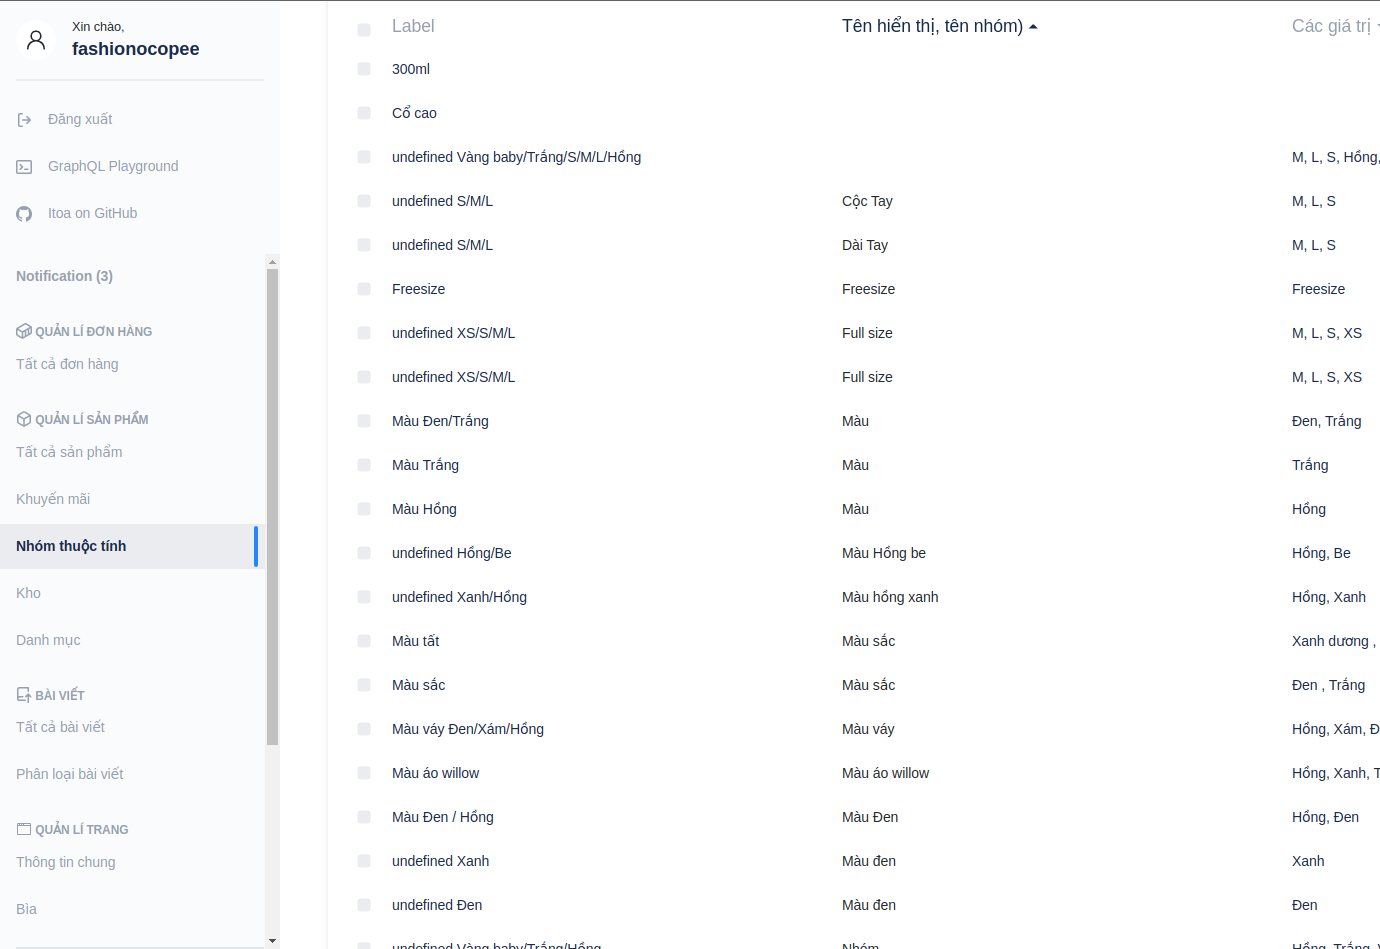 Xin chào,
fashionocopee
Đăng xuất
GraphQL Playground
Itoa on GitHub
Notification (3)
QUẢN LÍ ĐƠN HÀNG
Tất cả đơn hàng
QUẢN LÍ SẢN PHẨM
Tất cả sản phẩm
Khuyến mãi
Nhóm thuộc tính
Kho
Danh mục
BÀI VIẾT
Tất cả bài viết
Phân loại bài viết
QUẢN LÍ TRANG
Thông tin chung
Bìa
Label Tên hiển thị, tên nhóm) Các giá trị
300ml
Cổ cao
undefined Vàng baby/Trắng/S/M/L/Hồng M, L, S, Hồng,
undefined S/M/L Cộc Tay M, L, S
undefined S/M/L Dài Tay M, L, S
Freesize Freesize Freesize
undefined XS/S/M/L Full size M, L, S, XS
undefined XS/S/M/L Full size M, L, S, XS
Màu Đen/Trắng Màu Đen, Trắng
Màu Trắng Màu Trắng
Màu Hồng Màu Hồng
undefined Hồng/Be Màu Hồng be Hồng, Be
undefined Xanh/Hồng Màu hồng xanh Hồng, Xanh
Màu tất Màu sắc Xanh dương ,
Màu sắc Màu sắc Đen , Trắng
Màu váy Đen/Xám/Hồng Màu váy Hồng, Xám, Đ
Màu áo willow Màu áo willow Hồng, Xanh, T
Màu Đen / Hồng Màu Đen Hồng, Đen
undefined Xanh Màu đen Xanh
undefined Đen Màu đen Đen
undefined Vàng baby/Trắng/Hồng Nhóm Hồng, Trắng,